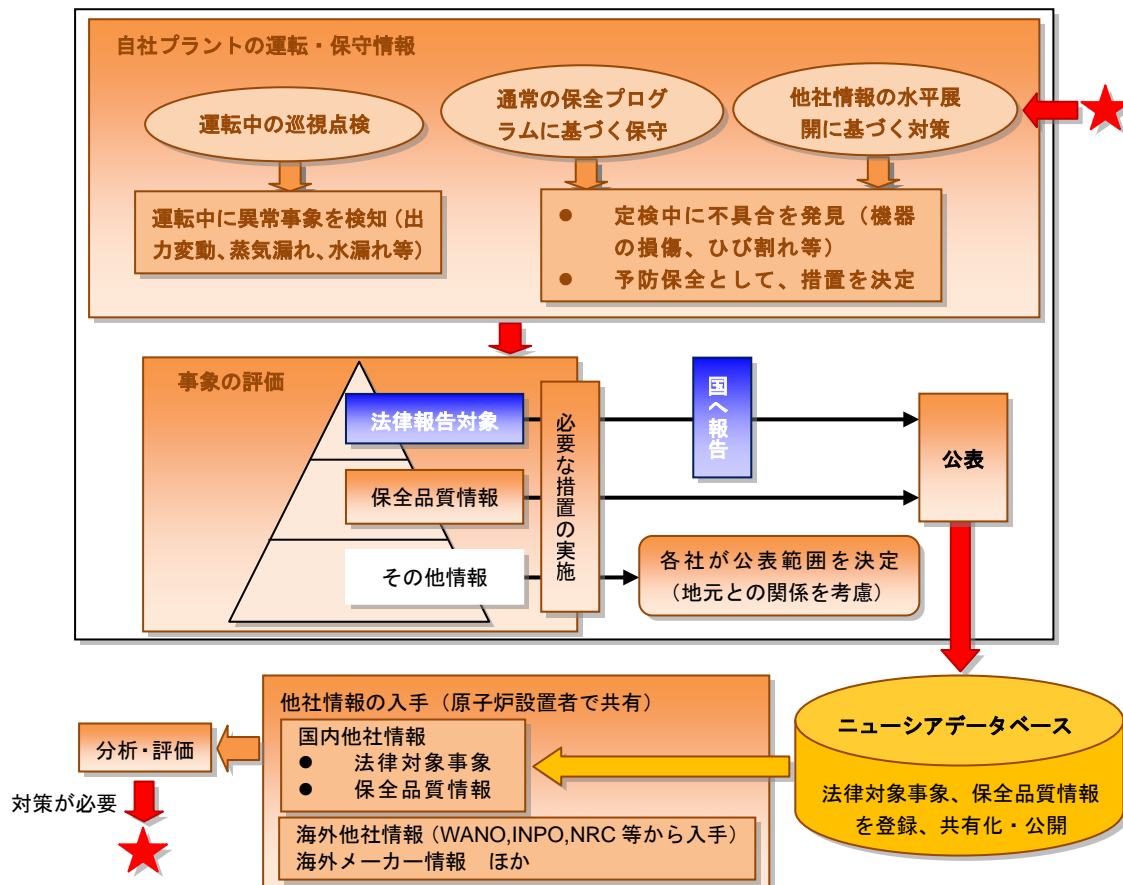 自社プラントの運転・保守情報
運転中の巡視点検
通常の保全プログ
ラムに基づく保守
他社情報の水平展
開に基づく対策
運転中に異常事象を検知（出
力変動、蒸気漏れ、水漏れ等）
● 定検中に不具合を発見（機器
の損傷、ひび割れ等）
● 予防保全として、措置を決定
事象の評価
法律報告対象
保全品質情報
その他情報
必要な措置の実施
国へ報告
公表
各社が公表範囲を決定
（地元との関係を考慮）
ニューシアデータベース
法律対象事象、保全品質情報
を登録、共有化・公開
他社情報の入手（原子炉設置者で共有）
国内他社情報
● 法律対象事象
● 保全品質情報
海外他社情報（WANO,INPO,NRC 等から入手）
海外メーカー情報 ほか
分析・評価
対策が必要